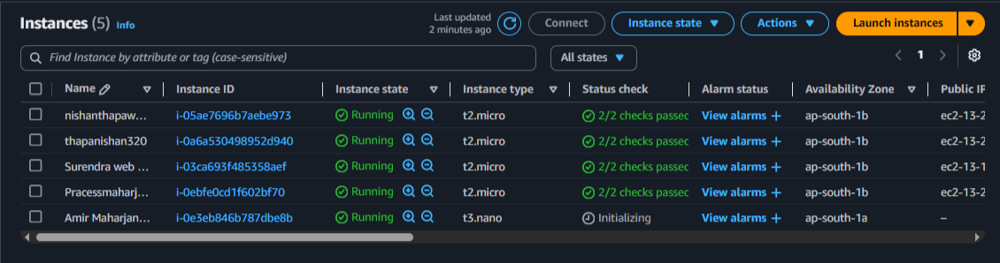 Instances (5) Info
Last updated
2 minutes ago
Connect
Instance state
Actions
Launch instances
Find Instance by attribute or tag (case-sensitive)
All states
1
Name Instance ID Instance state Instance type Status check Alarm status Availability Zone Public IP
nishanthapaw... i-05ae7696b7aebe973 Running t2.micro 2/2 checks passec View alarms + ap-south-1b ec2-13-2
thapanishan320 i-0a6a530498952d940 Running t2.micro 2/2 checks passec View alarms + ap-south-1b ec2-13-2
Surendra web ... i-03ca693f485358aef Running t2.micro 2/2 checks passec View alarms + ap-south-1b ec2-13-1
Pracessmaharj... i-0ebfe0cd1f602bf70 Running t2.micro 2/2 checks passec View alarms + ap-south-1b ec2-13-2
Amir Maharjan... i-0e3eb846b787dbe8b Running t3.nano Initializing View alarms + ap-south-1a –